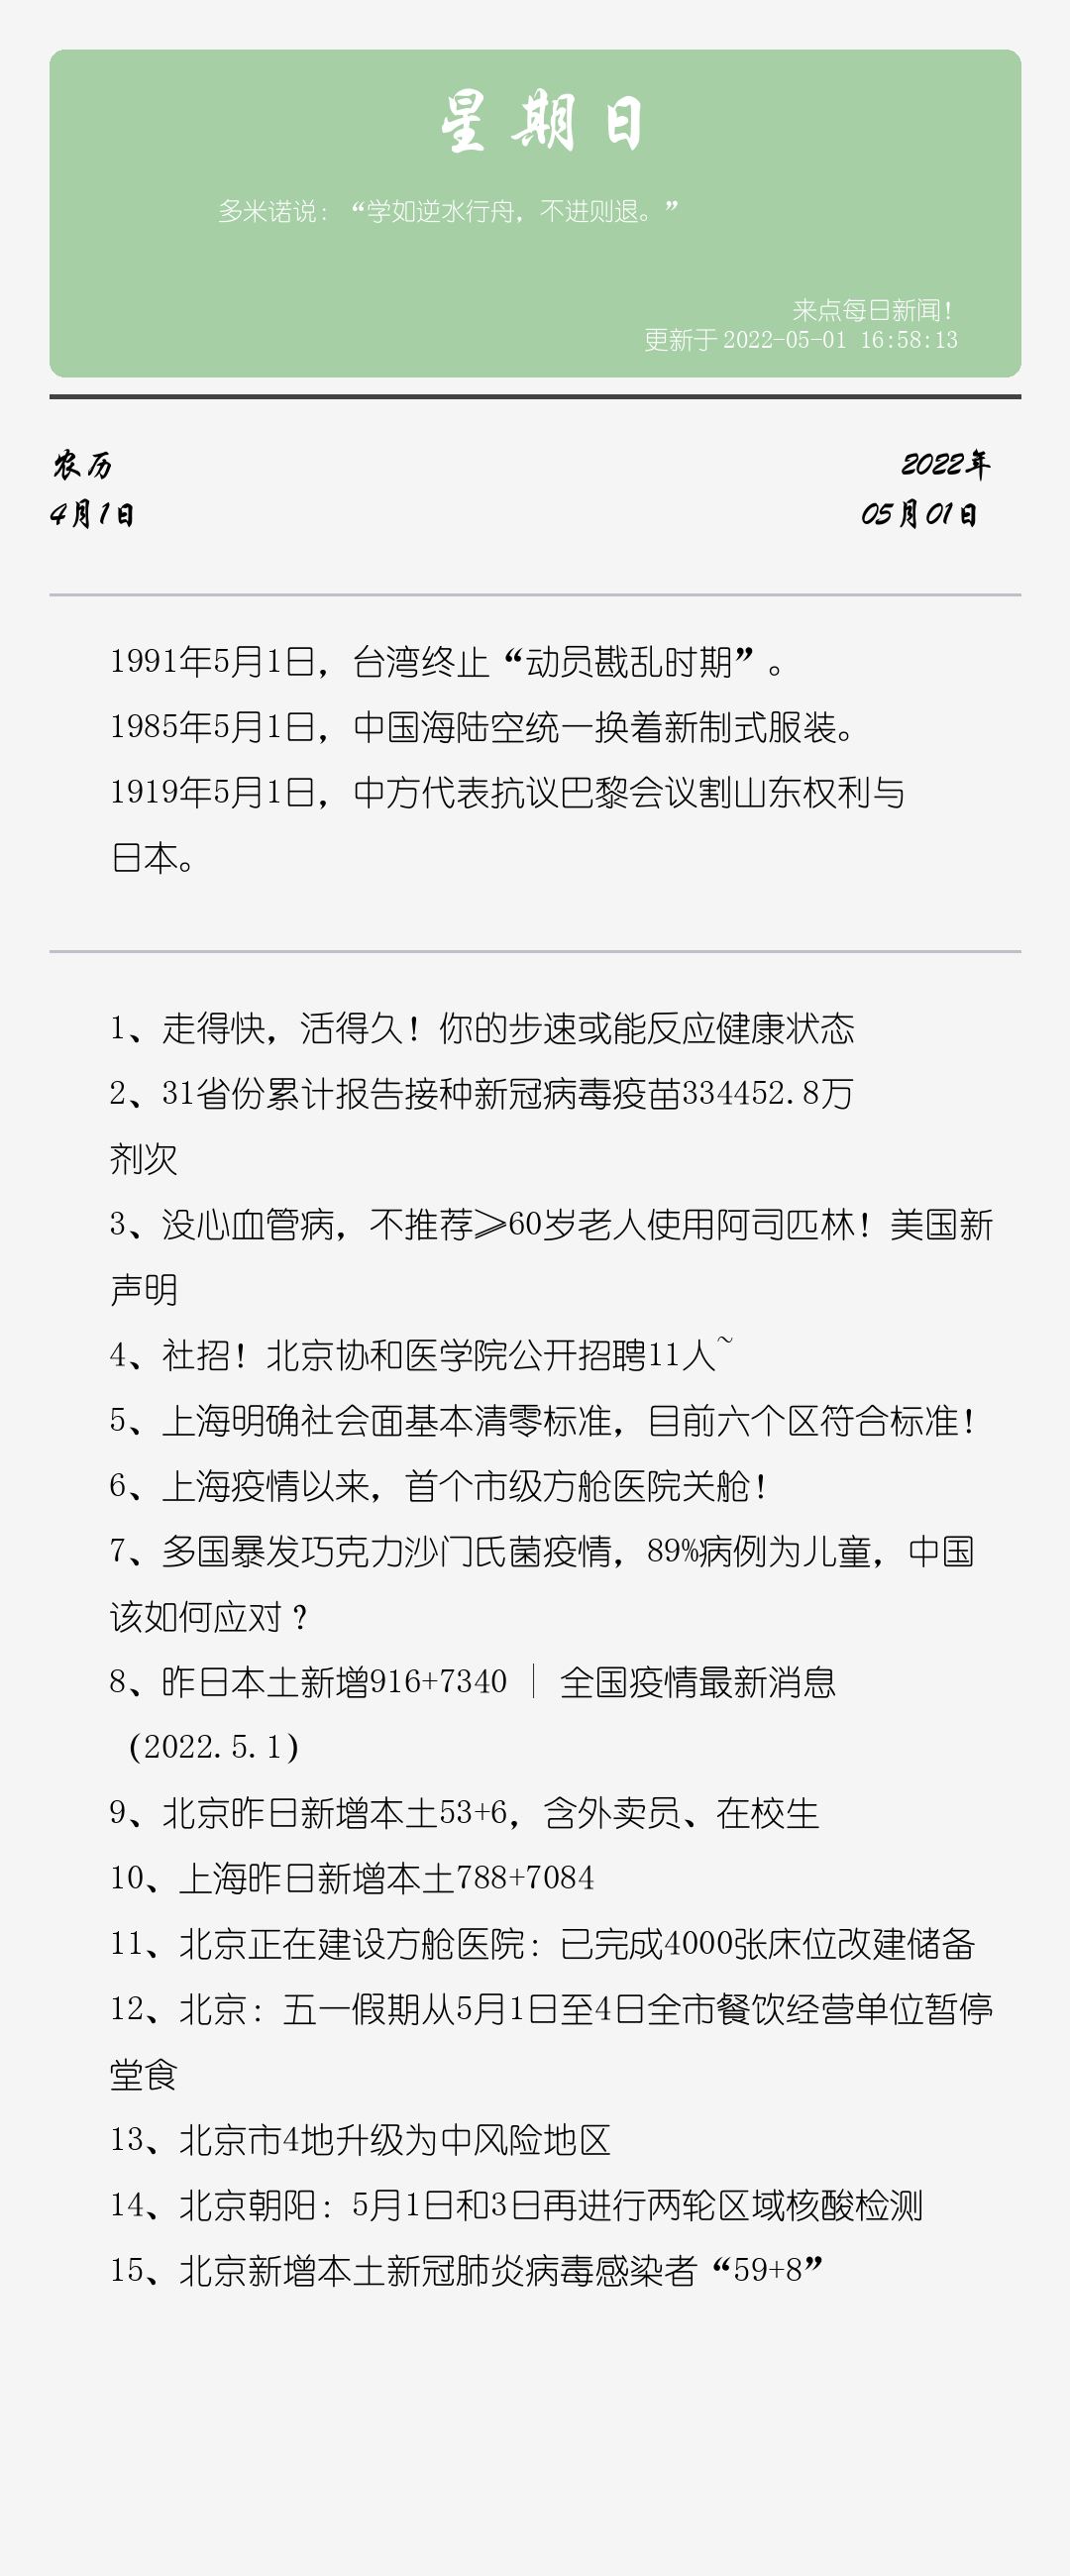 星期日
多米诺说：“学如逆水行舟，不进则退。”
来点每日新闻！
更新于 2022-05-01 16:58:13
农历
4月1日
2022年
05月01日
1991年5月1日，台湾终止“动员戡乱时期”。
1985年5月1日，中国海陆空统一换着新制式服装。
1919年5月1日，中方代表抗议巴黎会议割山东权利与
日本。
1、走得快，活得久！你的步速或能反应健康状态
2、31省份累计报告接种新冠病毒疫苗334452.8万
剂次
3、没心血管病，不推荐⩾60岁老人使用阿司匹林！美国新
声明
4、社招！北京协和医学院公开招聘11人~
5、上海明确社会面基本清零标准，目前六个区符合标准！
6、上海疫情以来，首个市级方舱医院关舱！
7、多国暴发巧克力沙门氏菌疫情，89%病例为儿童，中国
该如何应对？
8、昨日本土新增916+7340 ｜ 全国疫情最新消息
（2022.5.1）
9、北京昨日新增本土53+6，含外卖员、在校生
10、上海昨日新增本土788+7084
11、北京正在建设方舱医院：已完成4000张床位改建储备
12、北京：五一假期从5月1日至4日全市餐饮经营单位暂停
堂食
13、北京市4地升级为中风险地区
14、北京朝阳：5月1日和3日再进行两轮区域核酸检测
15、北京新增本土新冠肺炎病毒感染者“59+8”